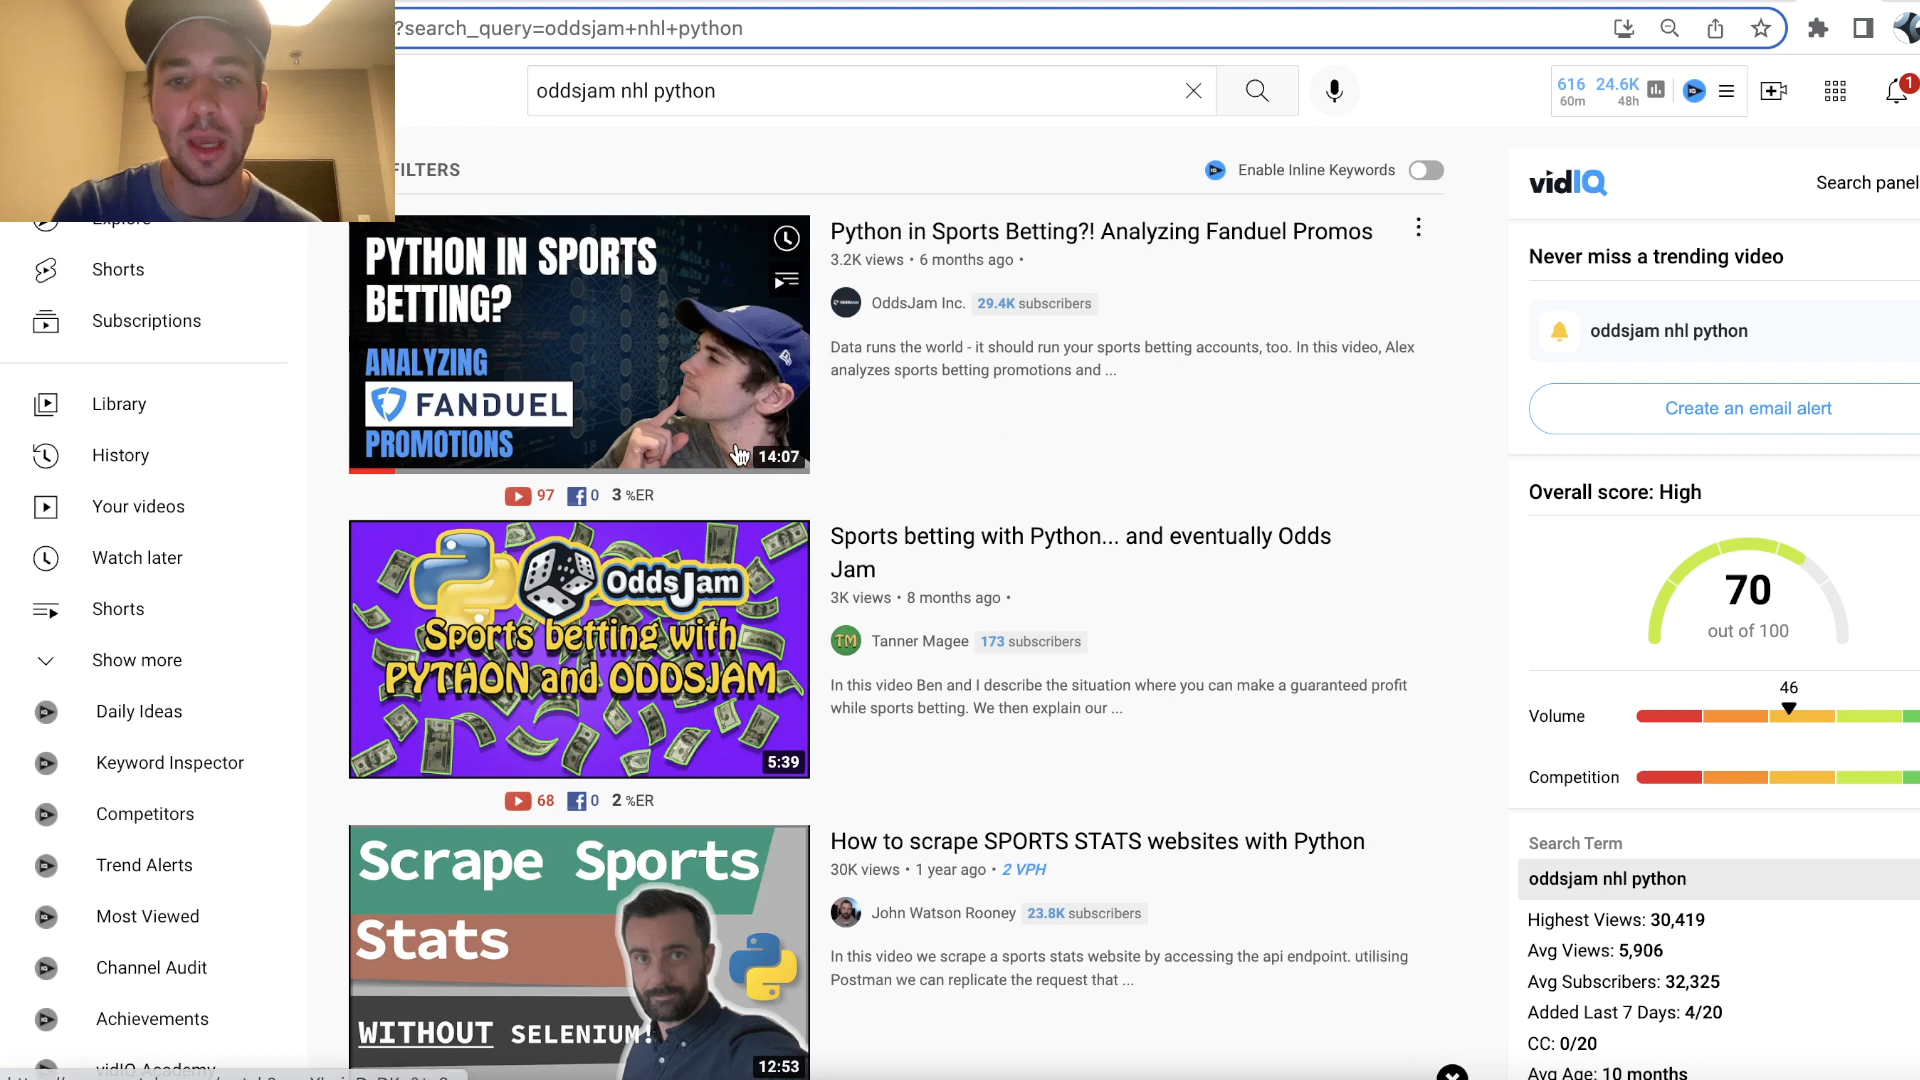 ?search_query=oddsjam+nhl+python
oddsjam nhl python
616 24.6K
60m 48h
1
FILTERS
Enable Inline Keywords
vidIQ
Search panel
Explore
Shorts
Subscriptions
Library
History
Your videos
Watch later
Shorts
Show more
Daily Ideas
Keyword Inspector
Competitors
Trend Alerts
Most Viewed
Channel Audit
Achievements
vidIQ Academy
PYTHON IN SPORTS
BETTING?
ANALYZING
FANDUEL
PROMOTIONS
14:07
97 0 3 %ER
Python in Sports Betting?! Analyzing Fanduel Promos
3.2K views • 6 months ago •
OddsJam Inc. 29.4K subscribers
Data runs the world - it should run your sports betting accounts, too. In this video, Alex
analyzes sports betting promotions and ...
OddsJam
Sports betting with
PYTHON and ODDSJAM
5:39
68 0 2 %ER
Sports betting with Python... and eventually Odds
Jam
3K views • 8 months ago •
TM Tanner Magee 173 subscribers
In this video Ben and I describe the situation where you can make a guaranteed profit
while sports betting. We then explain our ...
Scrape Sports
Stats
WITHOUT SELENIUM!
12:53
How to scrape SPORTS STATS websites with Python
30K views • 1 year ago • 2 VPH
John Watson Rooney 23.8K subscribers
In this video we scrape a sports stats website by accessing the api endpoint. utilising
Postman we can replicate the request that ...
Never miss a trending video
oddsjam nhl python
Create an email alert
Overall score: High
70
out of 100
46
Volume
Competition
Search Term
oddsjam nhl python
Highest Views: 30,419
Avg Views: 5,906
Avg Subscribers: 32,325
Added Last 7 Days: 4/20
CC: 0/20
Avg Age: 10 months